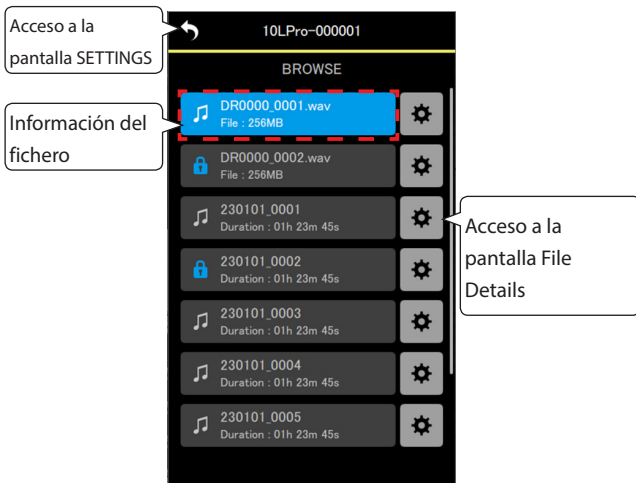 Acceso a la
pantalla SETTINGS
10LPro-000001
BROWSE
Información del
fichero
DR0000_0001.wav
File : 256MB
DR0000_0002.wav
File : 256MB
230101_0001
Duration : 01h 23m 45s
Acceso a la
pantalla File
Details
230101_0002
Duration : 01h 23m 45s
230101_0003
Duration : 01h 23m 45s
230101_0004
Duration : 01h 23m 45s
230101_0005
Duration : 01h 23m 45s